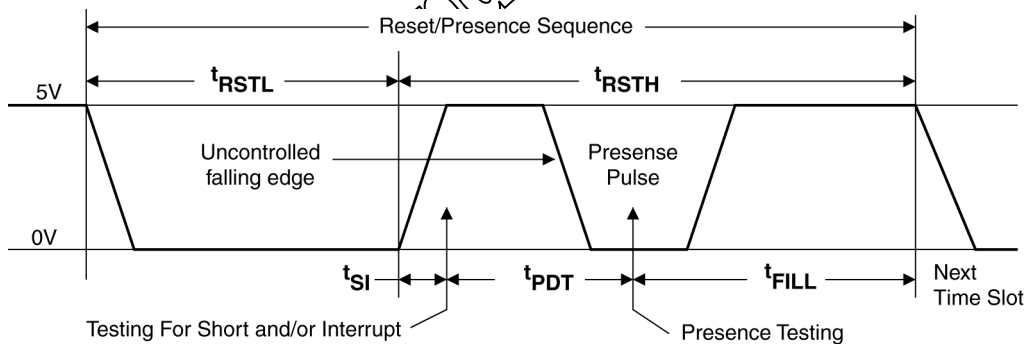 Reset/Presence Sequence
tRSTL
tRSTH
5V
Uncontrolled
falling edge
Presense
Pulse
0V
tSI
tPDT
tFILL
Next
Time Slot
Testing For Short and/or Interrupt
Presence Testing